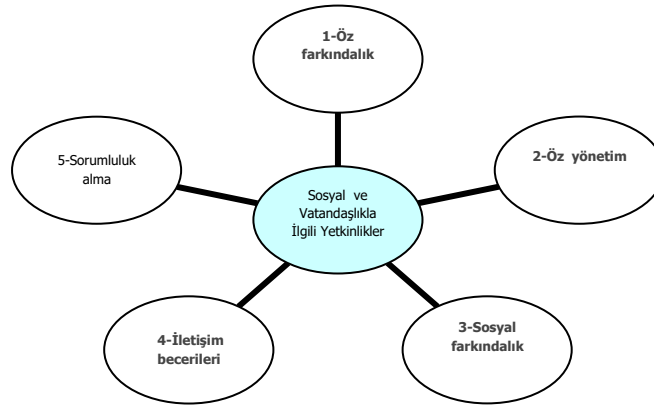 1-Öz
farkındalık
5-Sorumluluk
alma
2-Öz yönetim
Sosyal ve
Vatandaşlıkla
İlgili Yetkinlikler
4-İletişim
becerileri
3-Sosyal
farkındalık